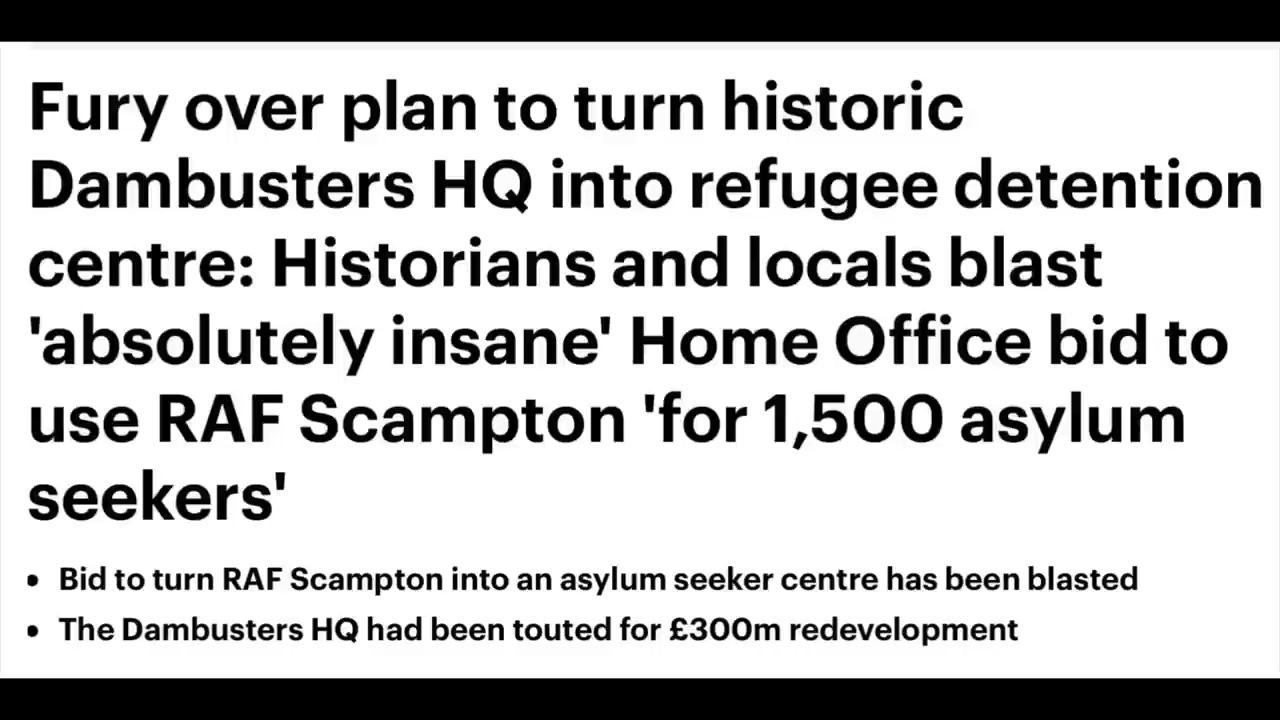 Fury over plan to turn historic
Dambusters HQ into refugee detention
centre: Historians and locals blast
'absolutely insane' Home Office bid to
use RAF Scampton 'for 1,500 asylum
seekers'
• Bid to turn RAF Scampton into an asylum seeker centre has been blasted
• The Dambusters HQ had been touted for £300m redevelopment